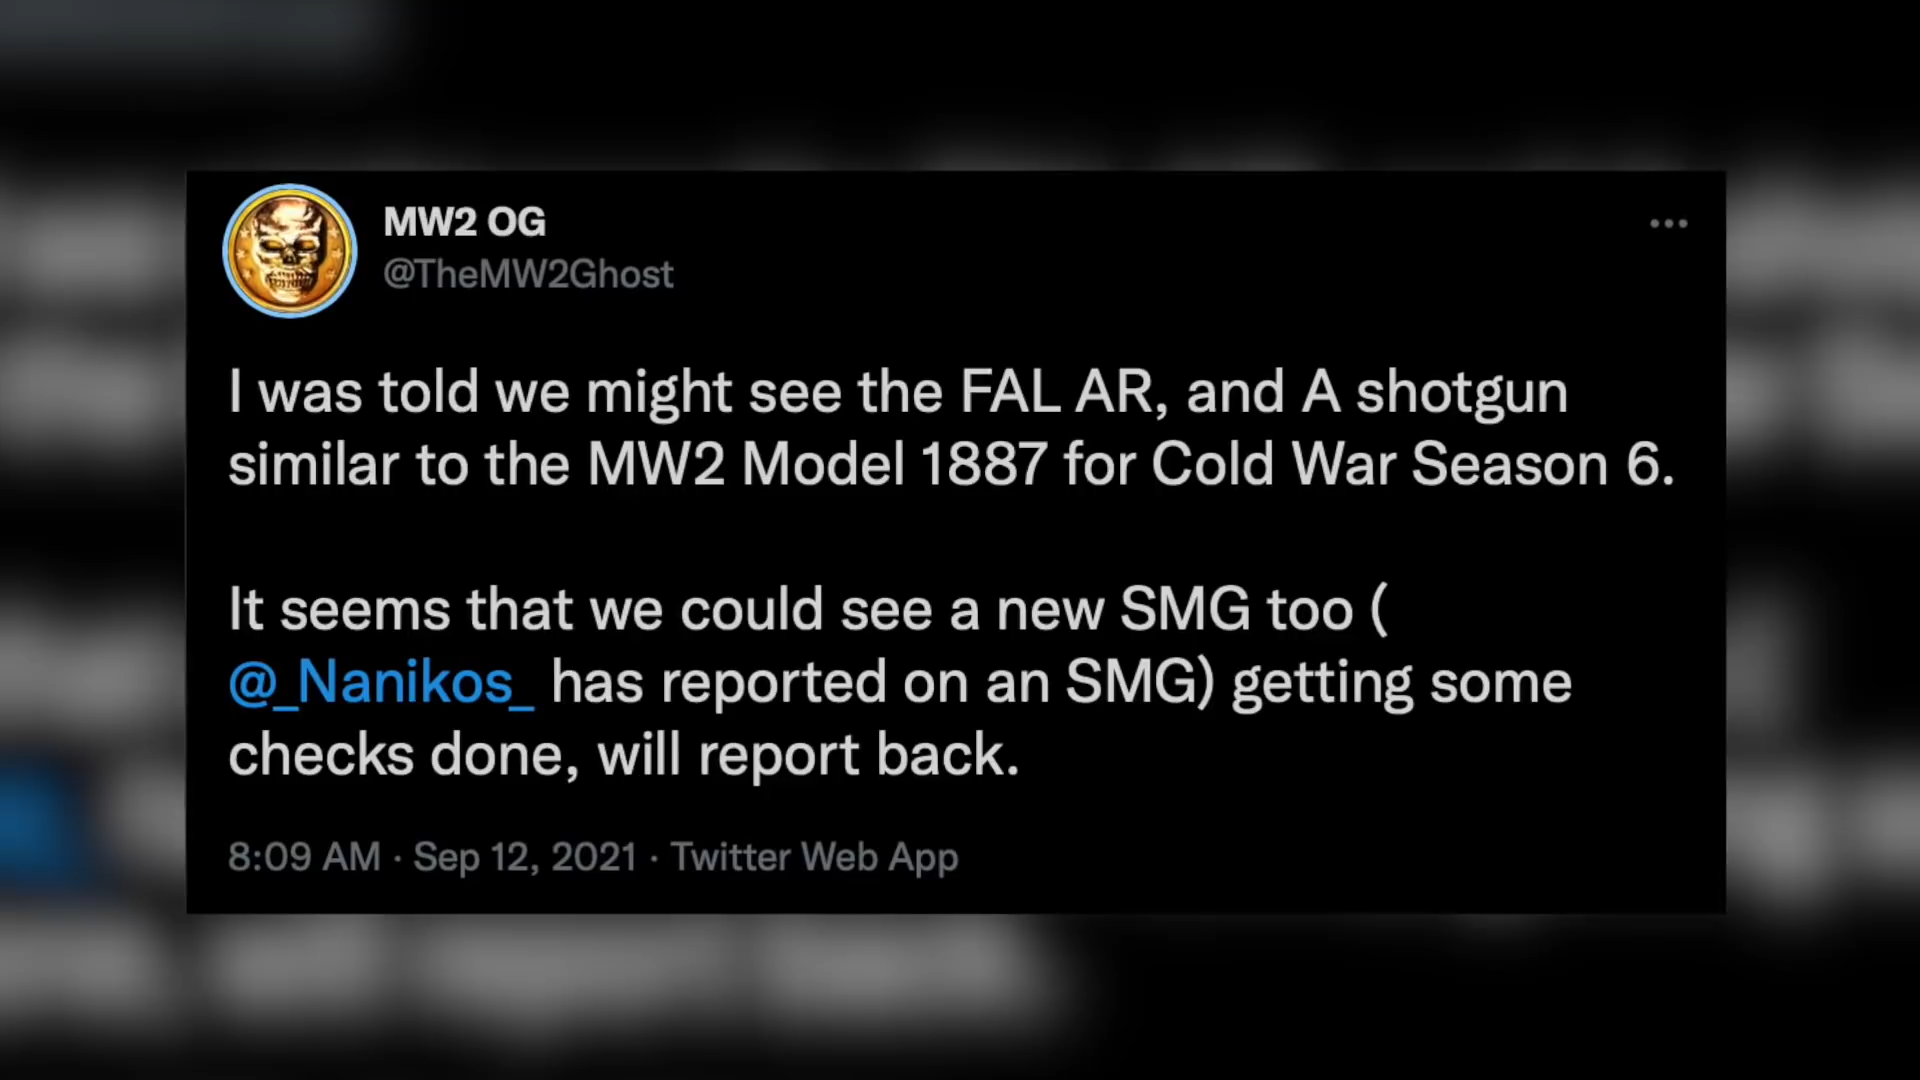 MW2 OG
@TheMW2Ghost
I was told we might see the FAL AR, and A shotgun
similar to the MW2 Model 1887 for Cold War Season 6.
It seems that we could see a new SMG too (
@_Nanikos_ has reported on an SMG) getting some
checks done, will report back.
8:09 AM · Sep 12, 2021 · Twitter Web App